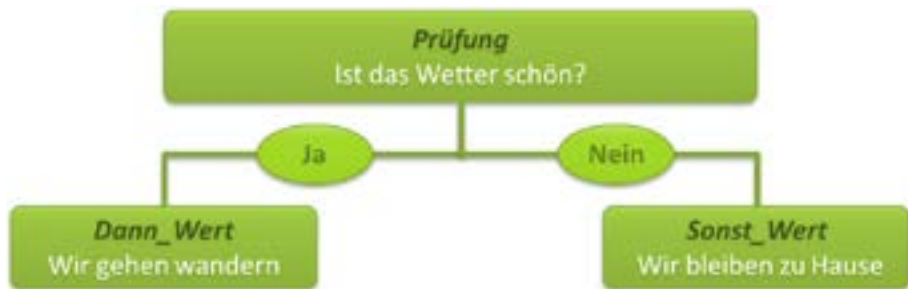 Prüfung
Ist das Wetter schön?
Ja
Nein
Dann_Wert
Wir gehen wandern
Sonst_Wert
Wir bleiben zu Hause